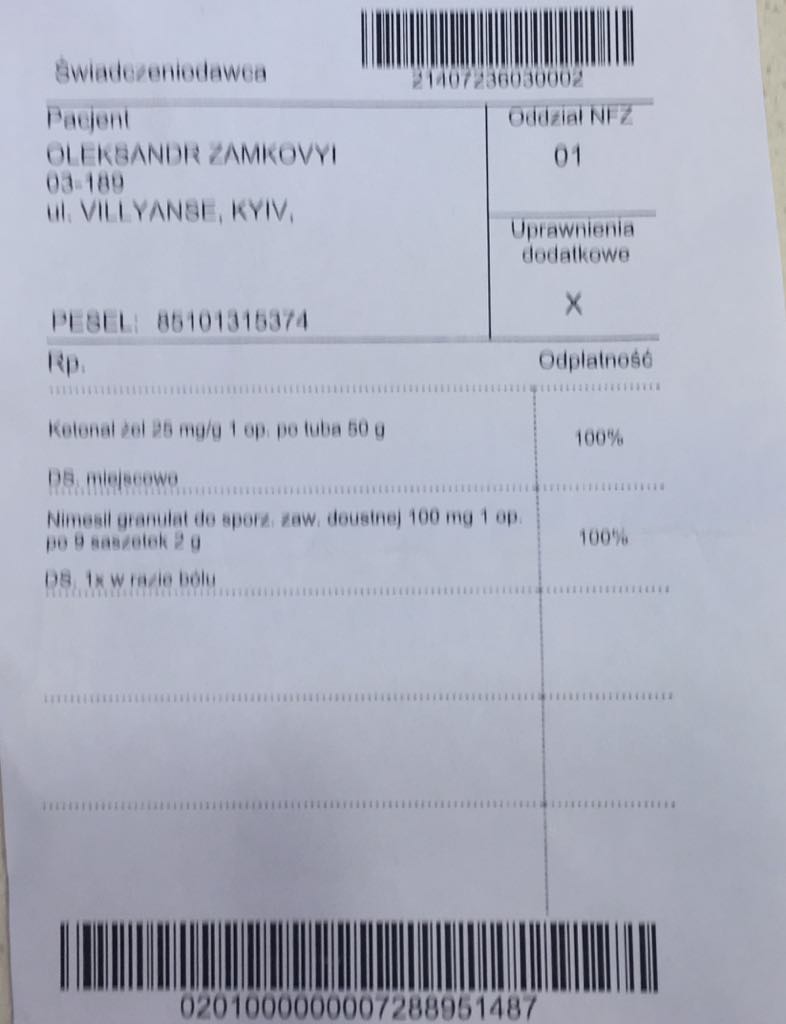 Świadczeniodawca
21407236030002
Pacjent
OLEKSANDR ZAMKOVYI
03-189
ul. VILLYANSE, KYIV,
PESEL: 85101315374
Oddział NFZ
01
Uprawnienia
dodatkowe
X
Rp.
Odpłatność
Ketonal żel 25 mg/g 1 op. po tuba 50 g
100%
DS. miejscowo
Nimesil granulat do sporz. zaw. doustnej 100 mg 1 op.
po 9 saszetek 2 g
100%
DS. 1x w razie bólu
0201000000007288951487